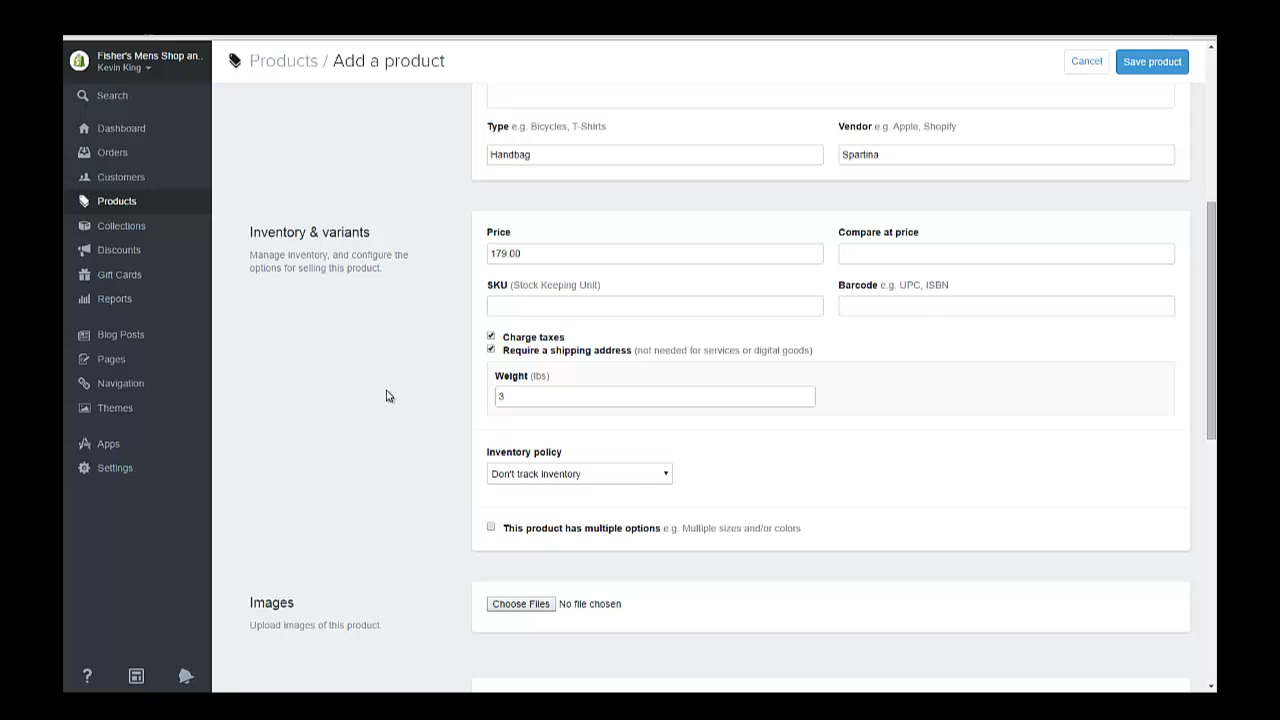 Fisher's Mens Shop an..
Kevin King
Products / Add a product
Cancel
Save product
Search
Dashboard
Orders
Customers
Products
Collections
Discounts
Gift Cards
Reports
Blog Posts
Pages
Navigation
Themes
Apps
Settings
?
Type e.g. Bicycles, T-Shirts
Vendor e.g. Apple, Shopify
Handbag
Spartina
Inventory & variants
Manage inventory, and configure the
options for selling this product.
Price
Compare at price
179.00
SKU (Stock Keeping Unit)
Barcode e.g. UPC, ISBN
Charge taxes
Require a shipping address (not needed for services or digital goods)
Weight (lbs)
3
Inventory policy
Don't track inventory
This product has multiple options e.g. Multiple sizes and/or colors
Images
Upload images of this product.
Choose Files No file chosen